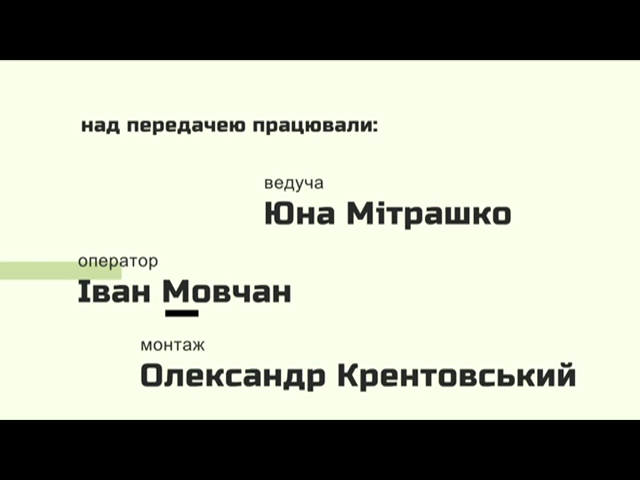 над передачею працювали:
ведуча
Юна Мітрашко
оператор
Іван Мовчан
монтаж
Олександр Крентовський